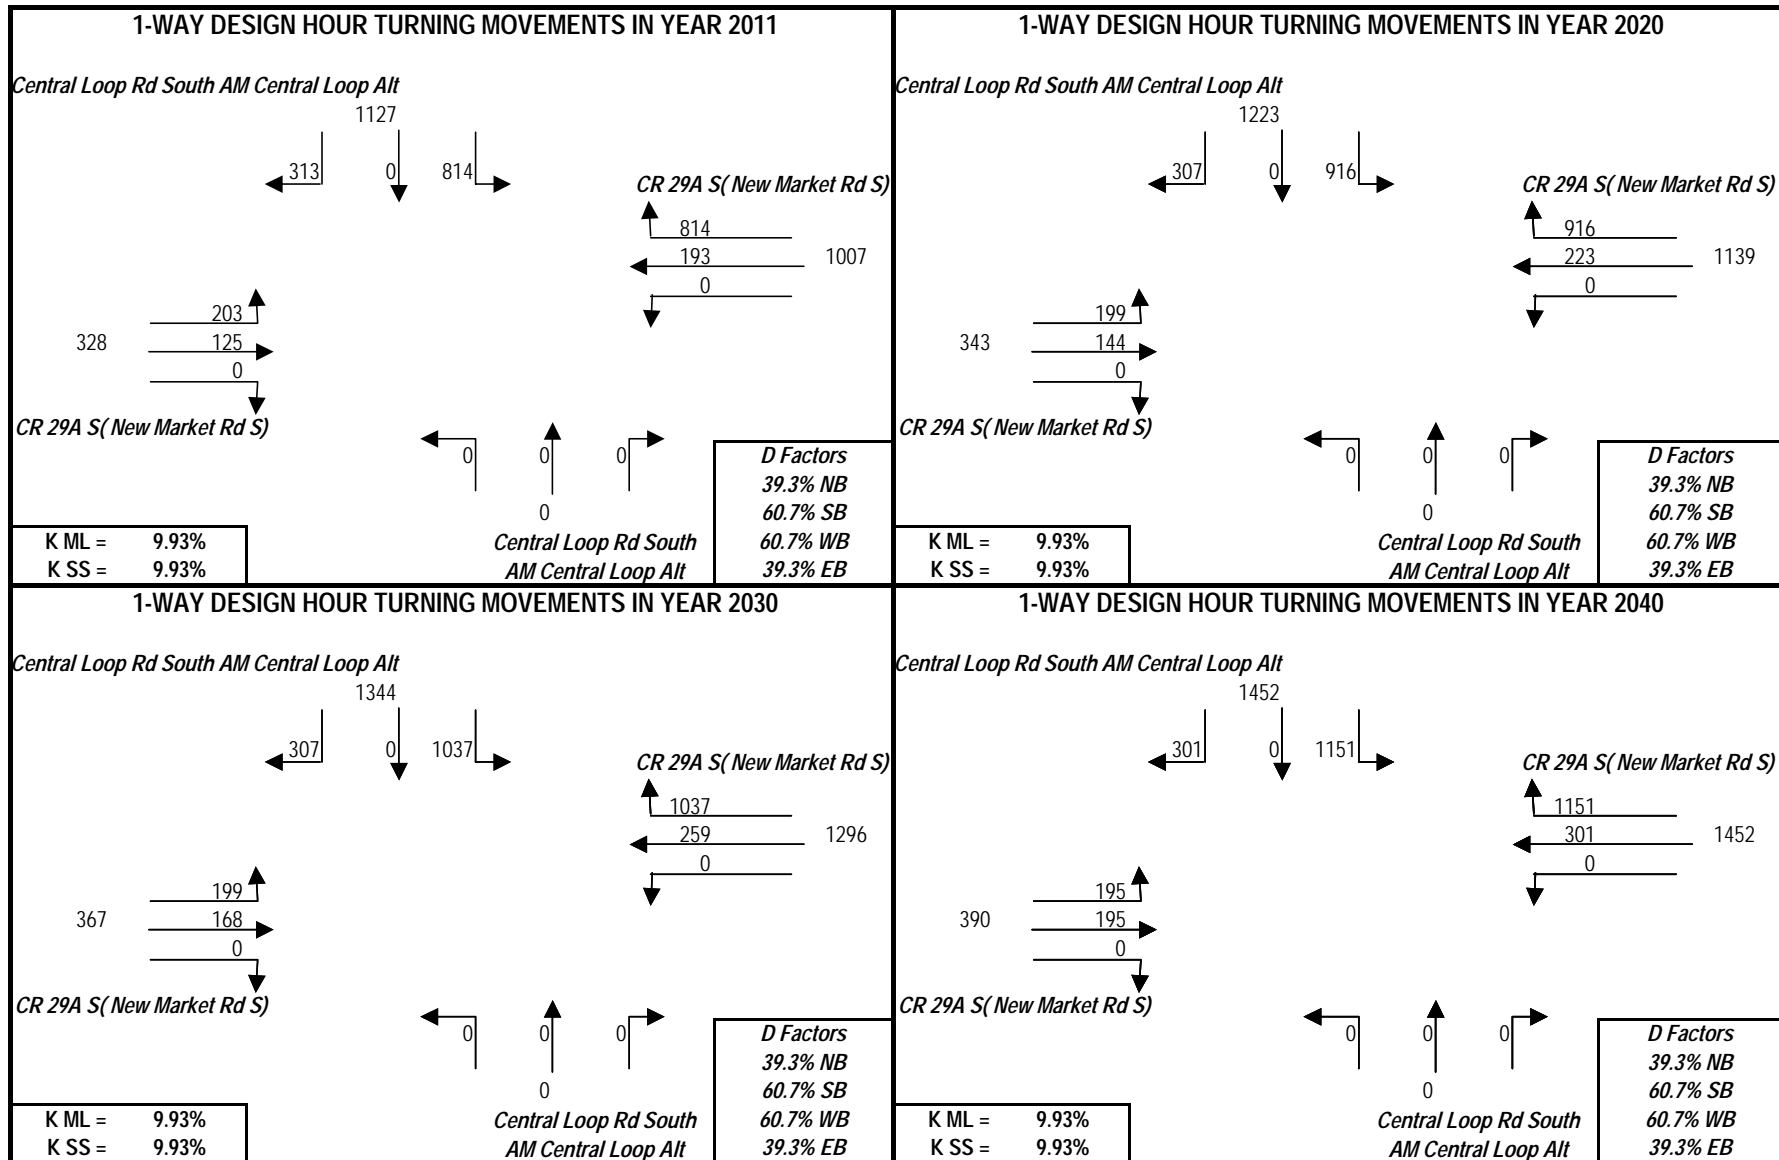 1-WAY DESIGN HOUR TURNING MOVEMENTS IN YEAR 2011
Central Loop Rd South AM Central Loop Alt
1127
313 0 814
CR 29A S( New Market Rd S)
814
193 1007
0
203
328 125
0
CR 29A S( New Market Rd S)
0 0 0
0
Central Loop Rd South
AM Central Loop Alt
D Factors
39.3% NB
60.7% SB
60.7% WB
39.3% EB
K ML = 9.93%
K SS = 9.93%
1-WAY DESIGN HOUR TURNING MOVEMENTS IN YEAR 2020
Central Loop Rd South AM Central Loop Alt
1223
307 0 916
CR 29A S( New Market Rd S)
916
223 1139
0
199
343 144
0
CR 29A S( New Market Rd S)
0 0 0
0
Central Loop Rd South
AM Central Loop Alt
D Factors
39.3% NB
60.7% SB
60.7% WB
39.3% EB
K ML = 9.93%
K SS = 9.93%
1-WAY DESIGN HOUR TURNING MOVEMENTS IN YEAR 2030
Central Loop Rd South AM Central Loop Alt
1344
307 0 1037
CR 29A S( New Market Rd S)
1037
259 1296
0
199
367 168
0
CR 29A S( New Market Rd S)
0 0 0
0
Central Loop Rd South
AM Central Loop Alt
D Factors
39.3% NB
60.7% SB
60.7% WB
39.3% EB
K ML = 9.93%
K SS = 9.93%
1-WAY DESIGN HOUR TURNING MOVEMENTS IN YEAR 2040
Central Loop Rd South AM Central Loop Alt
1452
301 0 1151
CR 29A S( New Market Rd S)
1151
301 1452
0
195
390 195
0
CR 29A S( New Market Rd S)
0 0 0
0
Central Loop Rd South
AM Central Loop Alt
D Factors
39.3% NB
60.7% SB
60.7% WB
39.3% EB
K ML = 9.93%
K SS = 9.93%